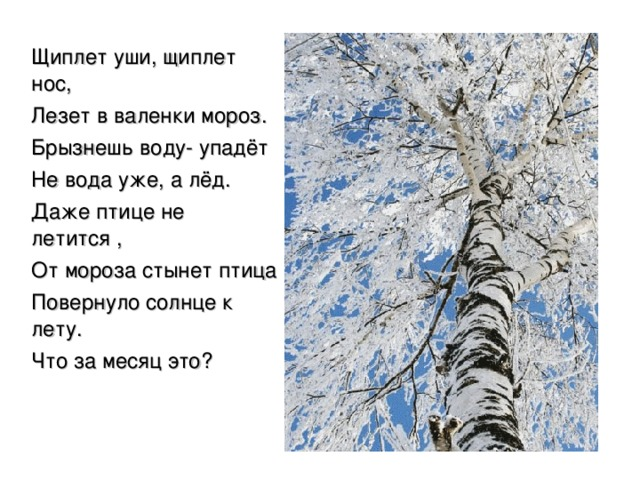 Щиплет уши, щиплет
нос,
Лезет в валенки мороз.
Брызнешь воду- упадёт
Не вода уже, а лёд.
Даже птице не
летится ,
От мороза стынет птица
Повернуло солнце к
лету.
Что за месяц это?